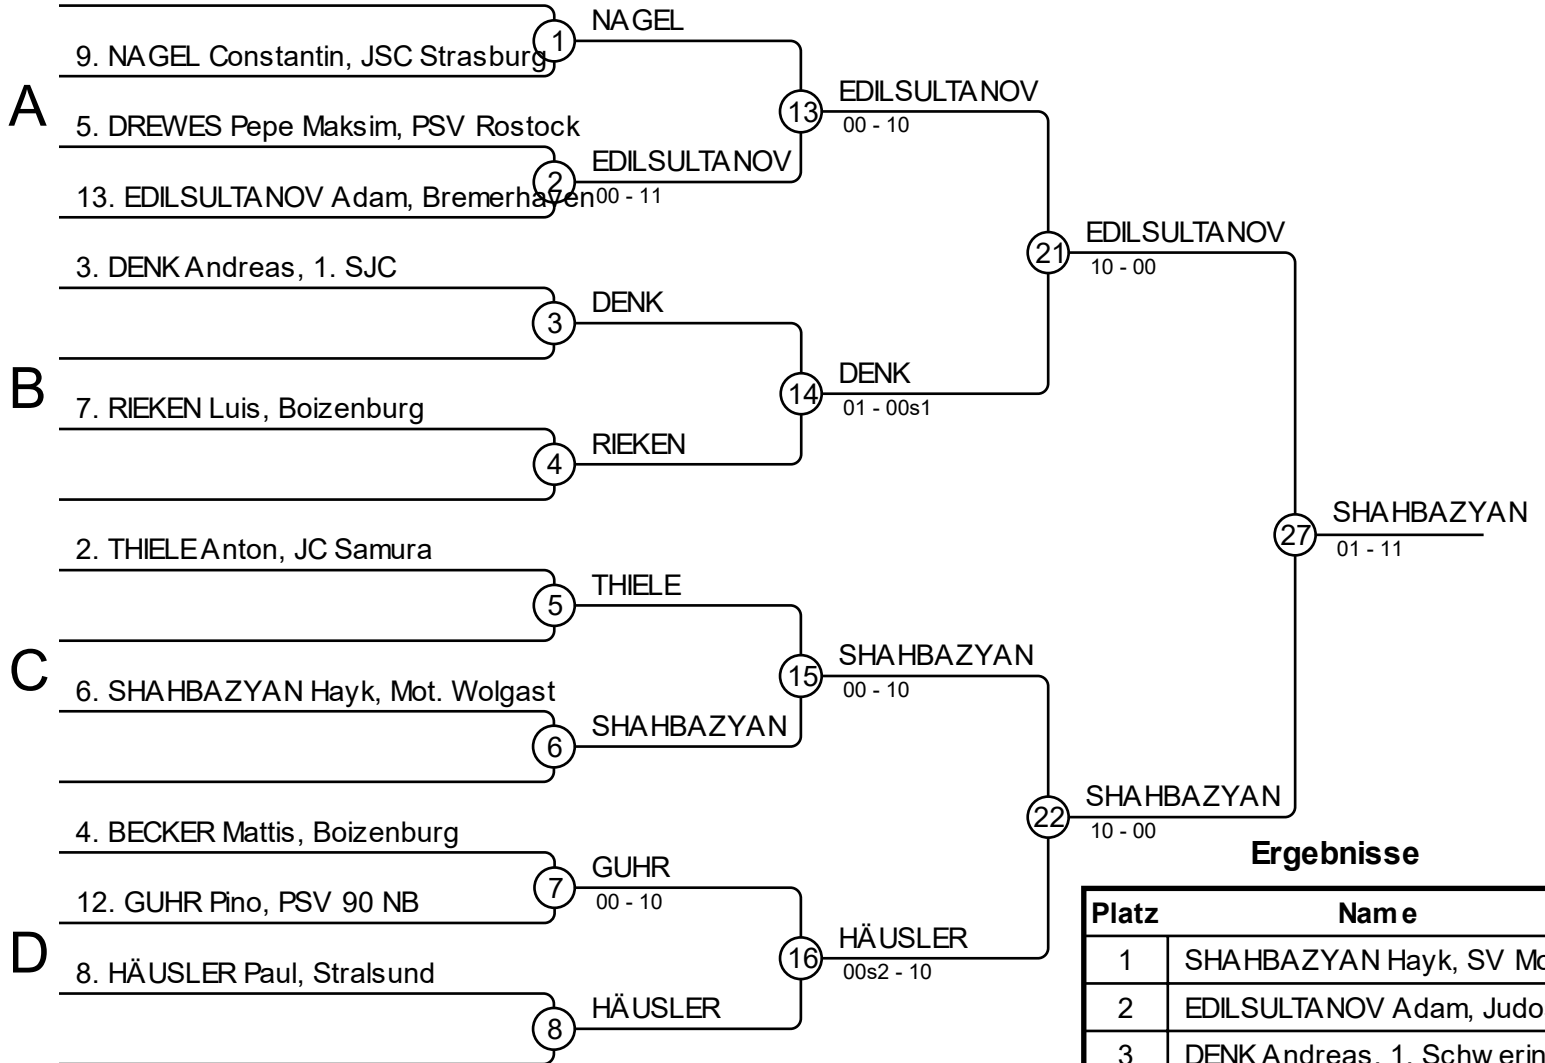 NAGEL
1
9. NAGEL Constantin, JSC Strasburg
A
EDILSULTANOV
13
00 - 10
5. DREWES Pepe Maksim, PSV Rostock
EDILSULTANOV
2
00 - 11
13. EDILSULTANOV Adam, Bremerhaven
EDILSULTANOV
21
10 - 00
3. DENK Andreas, 1. SJC
DENK
3
B
DENK
14
01 - 00s1
7. RIEKEN Luis, Boizenburg
RIEKEN
4
SHAHBAZYAN
27
01 - 11
2. THIELE Anton, JC Samura
THIELE
5
C
SHAHBAZYAN
15
00 - 10
6. SHAHBAZYAN Hayk, Mot. Wolgast
SHAHBAZYAN
6
SHAHBAZYAN
22
10 - 00
4. BECKER Mattis, Boizenburg
GUHR
7
00 - 10
12. GUHR Pino, PSV 90 NB
D
HÄUSLER
16
00s2 - 10
8. HÄUSLER Paul, Stralsund
HÄUSLER
8
Ergebnisse
Platz Name
1 SHAHBAZYAN Hayk, SV Mo
2 EDILSULTANOV Adam, Judo
3 DENK Andreas, 1. Schwerin